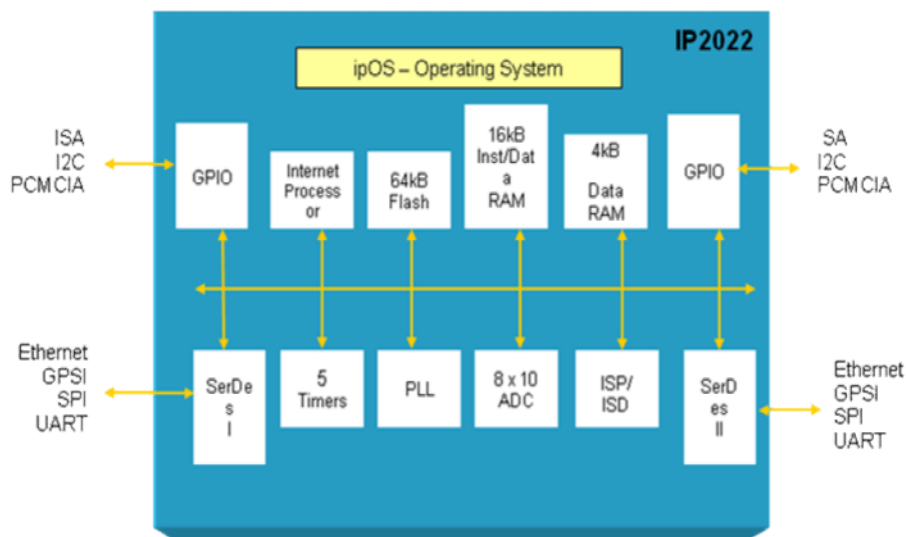 IP2022
ipOS – Operating System
ISA
I2C
PCMCIA
GPIO
Internet
Process
or
64kB
Flash
16kB
Inst/Dat
a
RAM
4kB
Data
RAM
GPIO
SA
I2C
PCMCIA
Ethernet
GPSI
SPI
UART
SerDe
s
I
5
Timers
PLL
8 x 10
ADC
ISP/
ISD
SerD
es
II
Ethernet
GPSI
SPI
UART